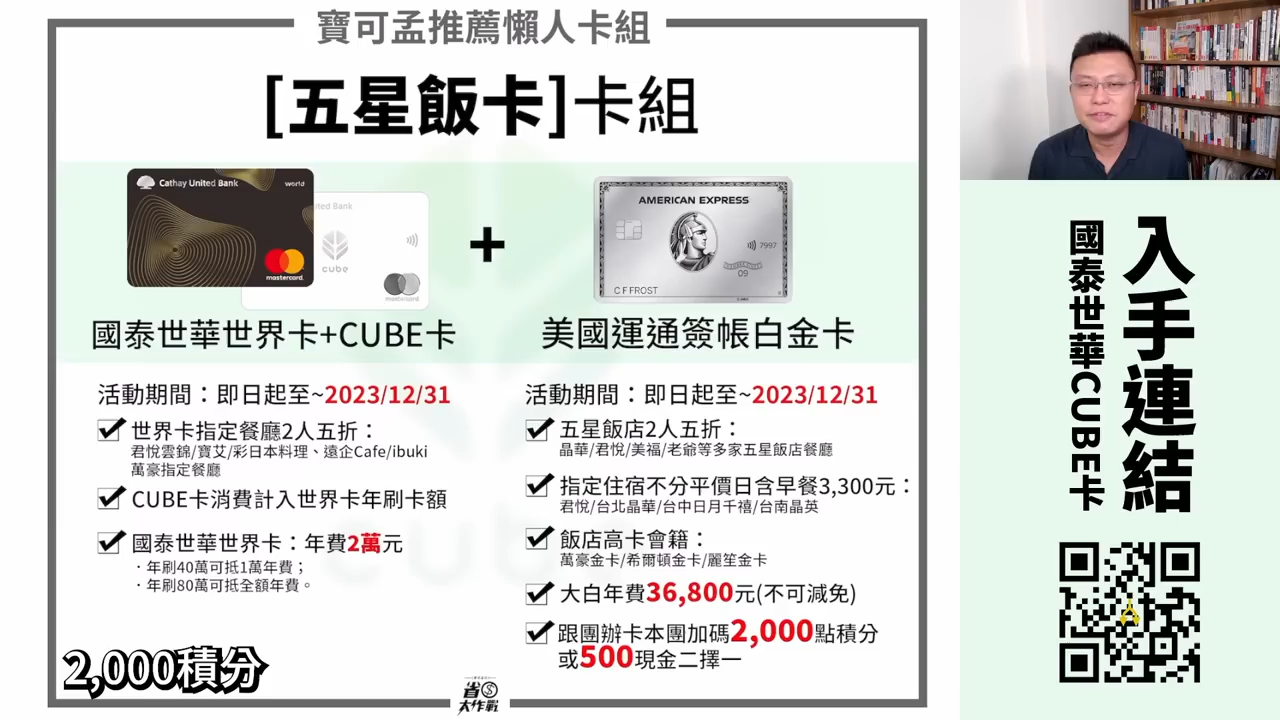 寶可孟推薦懶人卡組
[五星飯卡]卡組
Cathay United Bank
world
mastercard.
ited Bank
cube
mastercard
+
AMERICAN EXPRESS
7997
09
C F FROST
國泰世華世界卡+CUBE卡
美國運通簽帳白金卡
活動期間：即日起至~2023/12/31
世界卡指定餐廳2人五折：
君悅雲錦/寶艾/彩日本料理、遠企Cafe/ibuki
萬豪指定餐廳
CUBE卡消費計入世界卡年刷卡額
國泰世華世界卡：年費2萬元
·年刷40萬可抵1萬年費；
·年刷80萬可抵全額年費。
活動期間：即日起至~2023/12/31
五星飯店2人五折：
晶華/君悅/美福/老爺等多家五星飯店餐廳
指定住宿不分平價日含早餐3,300元：
君悅/台北晶華/台中日月千禧/台南晶英
飯店高卡會籍：
萬豪金卡/希爾頓金卡/麗笙金卡
大白年費36,800元(不可減免)
跟團辦卡本團加碼2,000點積分
或500現金二擇一
2,000積分
省大作戰
入手連結
國泰世華CUBE卡